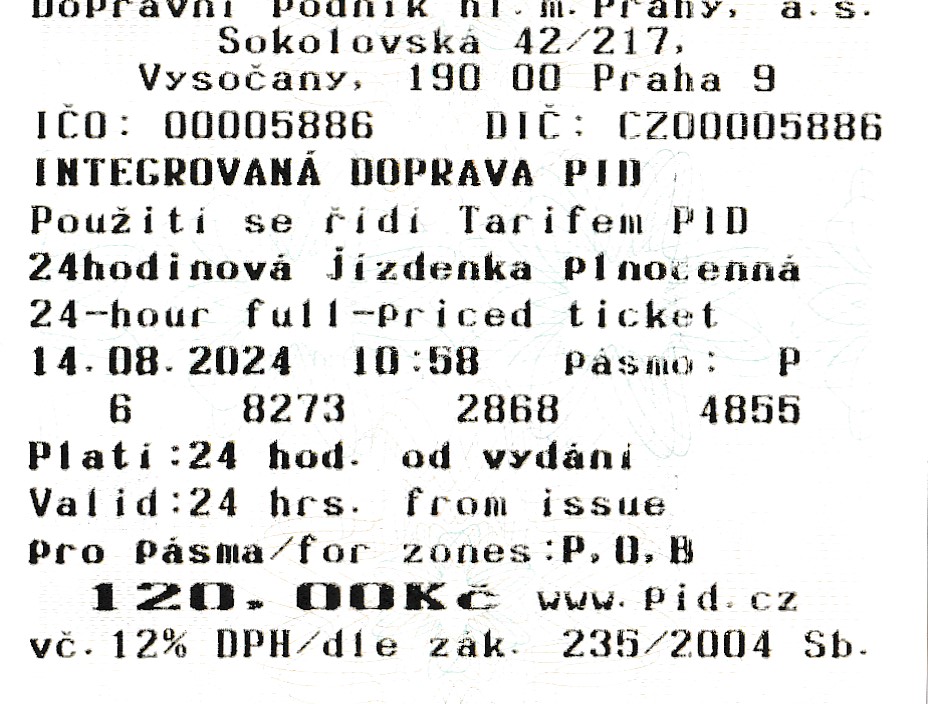 Dopravní podnik hl.m.Prahy, a.s.
Sokolovská 42/217,
Vysočany, 190 00 Praha 9
IČO: 00005886 DIČ: CZ00005886
INTEGROVANÁ DOPRAVA PID
Použití se řídí Tarifem PID
24hodinová jízdenka plnocenná
24-hour full-priced ticket
14.08.2024 10:58 pásmo: P
6 8273 2868 4855
Platí:24 hod. od vydání
Valid:24 hrs. from issue
pro pásma/for zones:P,0,B
120.00Kč www.pid.cz
vč.12% DPH/dle zák. 235/2004 Sb.